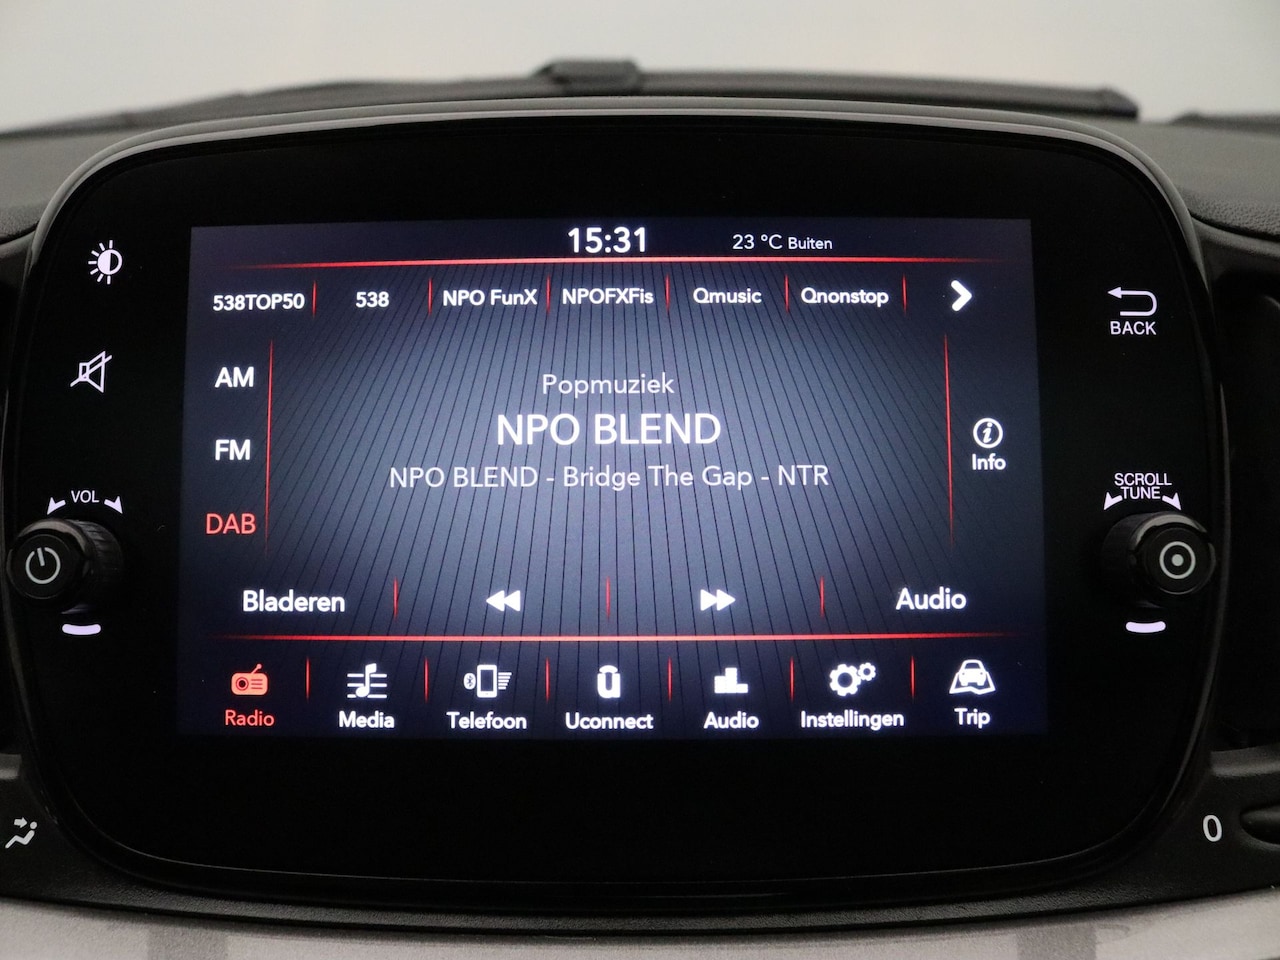 15:31 23 °C Buiten
538TOP50 538 NPO FunX NPOFXFis Qmusic Qnonstop
BACK
AM
Popmuziek
NPO BLEND
FM
Info
NPO BLEND - Bridge The Gap - NTR
VOL
SCROLL
TUNE
DAB
Bladeren Audio
Radio Media Telefoon Uconnect Audio Instellingen Trip
0